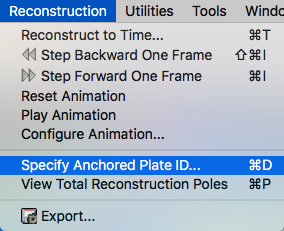 Reconstruction Utilities Tools Windo
Reconstruct to Time... ⌘T
Step Backward One Frame ⇧⌘I
Step Forward One Frame ⌘I
Reset Animation
Play Animation
Configure Animation...
Specify Anchored Plate ID... ⌘D
View Total Reconstruction Poles ⌘P
Export...